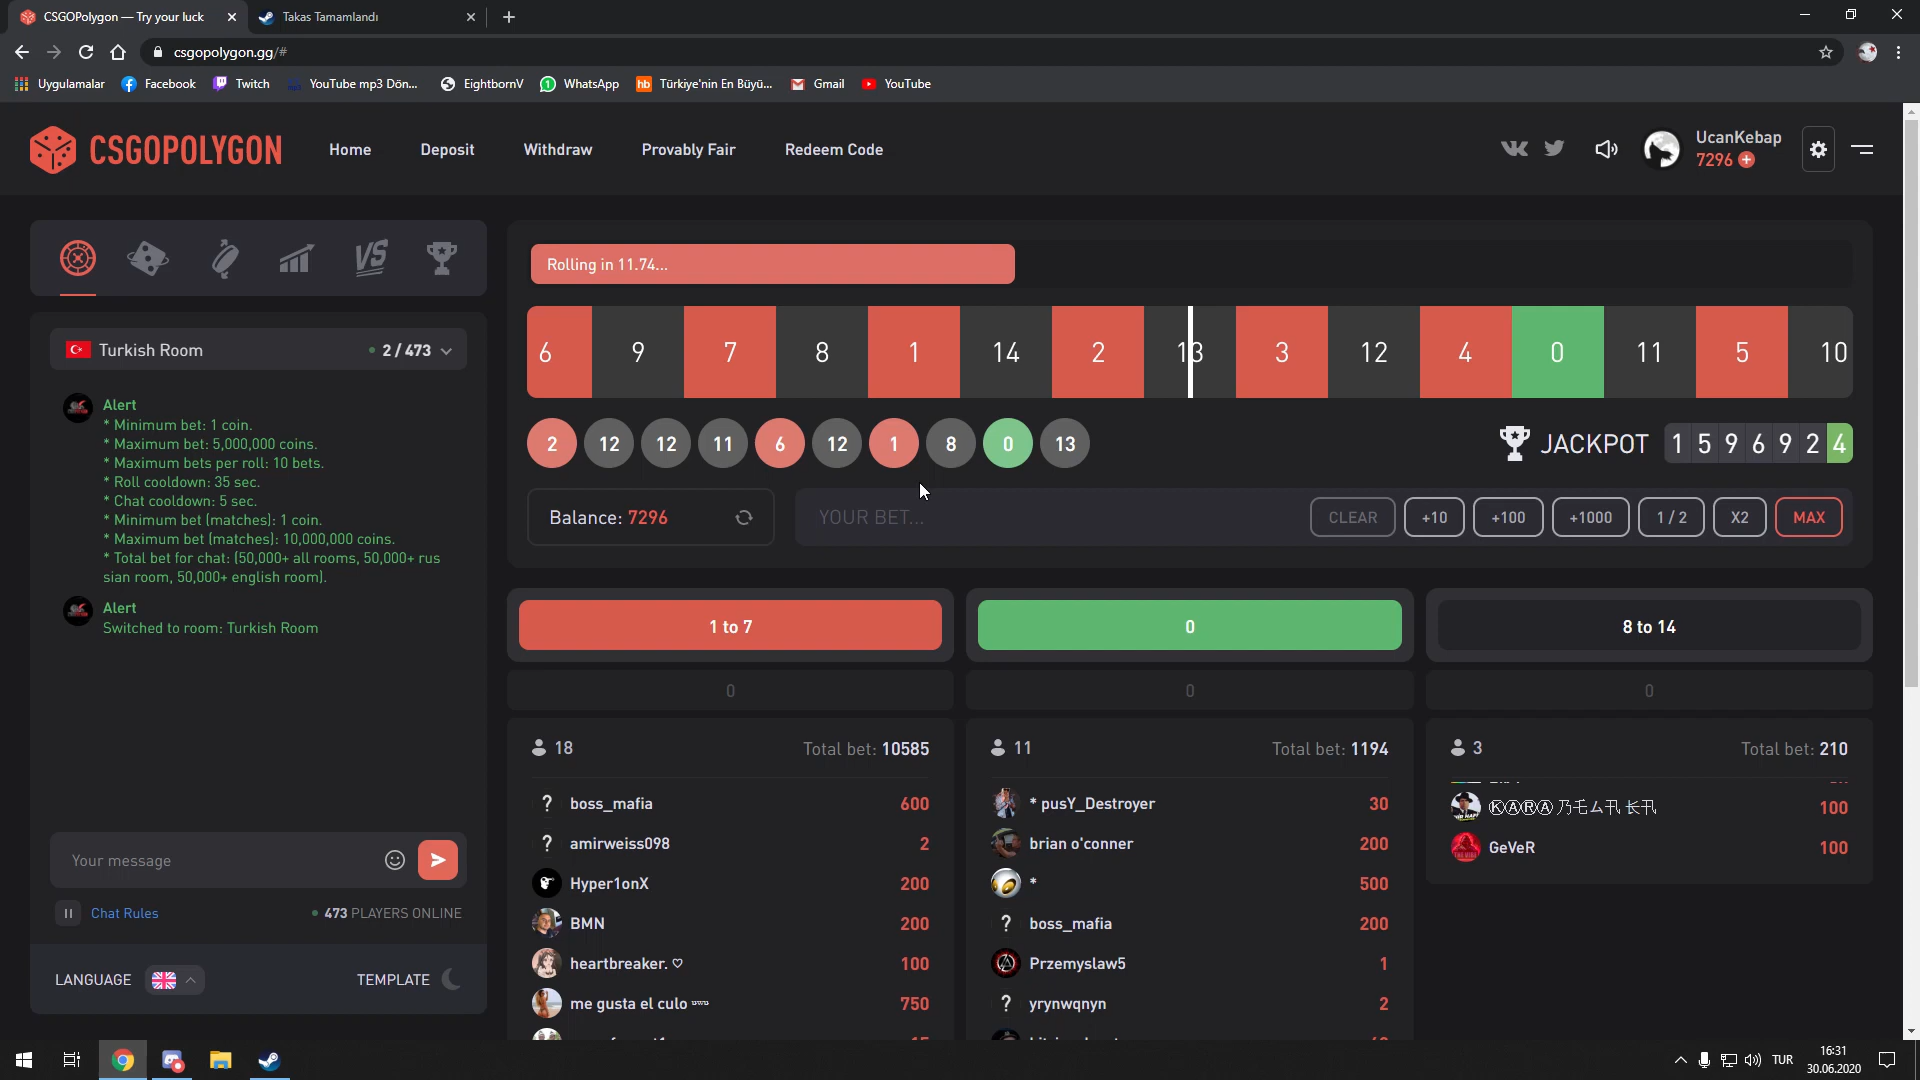 CSGOPolygon — Try your luck
Takas Tamamlandı
csgopolygon.gg/#
Uygulamalar
Facebook
Twitch
YouTube mp3 Dön...
EightbornV
WhatsApp
Türkiye'nin En Büyü...
Gmail
YouTube
CSGOPOLYGON
Home
Deposit
Withdraw
Provably Fair
Redeem Code
UcanKebap
7296
VS
Rolling in 11.74...
6 9 7 8 1 14 2 13 3 12 4 0 11 5 10
2 12 12 11 6 12 1 8 0 13
JACKPOT 1 5 9 6 9 2 4
Turkish Room
2 / 473
Alert
* Minimum bet: 1 coin.
* Maximum bet: 5,000,000 coins.
* Maximum bets per roll: 10 bets.
* Roll cooldown: 35 sec.
* Chat cooldown: 5 sec.
* Minimum bet (matches): 1 coin.
* Maximum bet (matches): 10,000,000 coins.
* Total bet for chat: (50,000+ all rooms, 50,000+ rus
sian room, 50,000+ english room).
Alert
Switched to room: Turkish Room
Your message
Chat Rules
473 PLAYERS ONLINE
LANGUAGE
TEMPLATE
Balance: 7296
YOUR BET...
CLEAR
+10
+100
+1000
1 / 2
X2
MAX
1 to 7
0
18
Total bet: 10585
boss_mafia 600
amirweiss098 2
Hyper1onX 200
BMN 200
heartbreaker. ♡ 100
me gusta el culo 750
0
0
11
Total bet: 1194
* pusY_Destroyer 30
brian o'conner 200
* 500
boss_mafia 200
Przemyslaw5 1
yrynwqnyn 2
8 to 14
0
3
Total bet: 210
ⓀⒶⓇⒶ 乃乇ム卂 长卂 100
GeVeR 100
TUR
16:31
30.06.2020